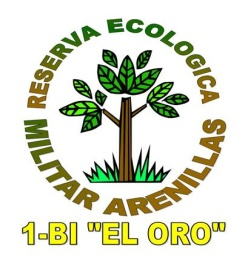 RESERVA ECOLOGICA
MILITAR ARENILLAS
1-BI "EL ORO"